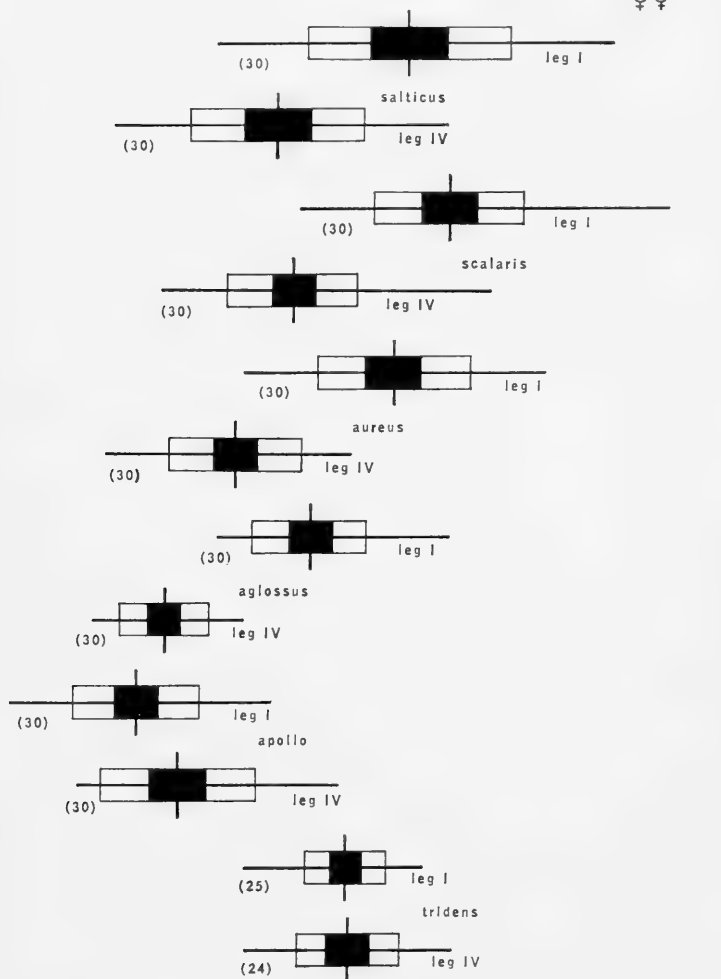 ♀ ♀
(30) leg I
salticus
(30) leg IV
(30) leg I
scalaris
(30) leg IV
(30) leg I
aureus
(30) leg IV
(30) leg I
aglossus
(30) leg IV
(30) leg I
apollo
(30) leg IV
(25) leg I
tridens
(24) leg IV